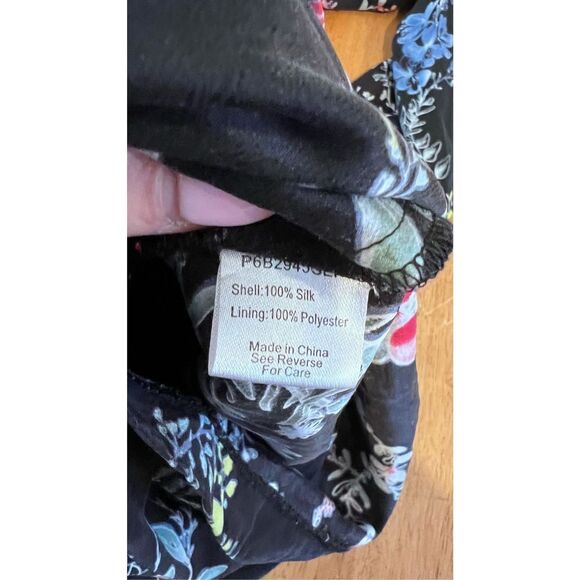 Shell:100% Silk
Lining:100% Polyester
Made in China
See Reverse
For Care